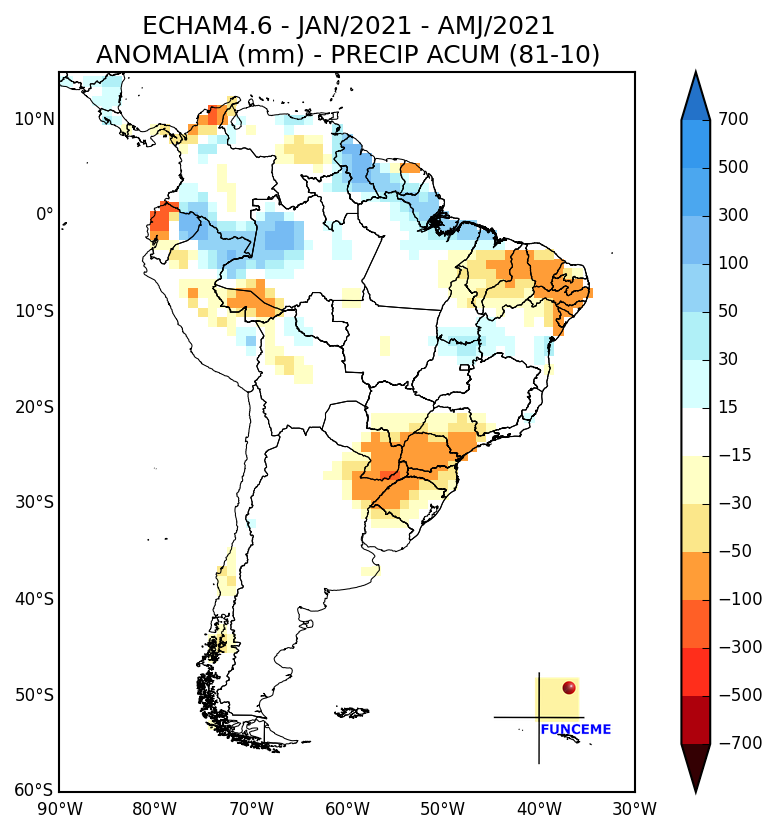 ECHAM4.6 - JAN/2021 - AMJ/2021
ANOMALIA (mm) - PRECIP ACUM (81-10)
10°N
0°
10°S
20°S
30°S
40°S
50°S
60°S
90°W 80°W 70°W 60°W 50°W 40°W 30°W
700
500
300
100
50
30
15
−15
−30
−50
−100
−300
−500
−700
FUNCEME